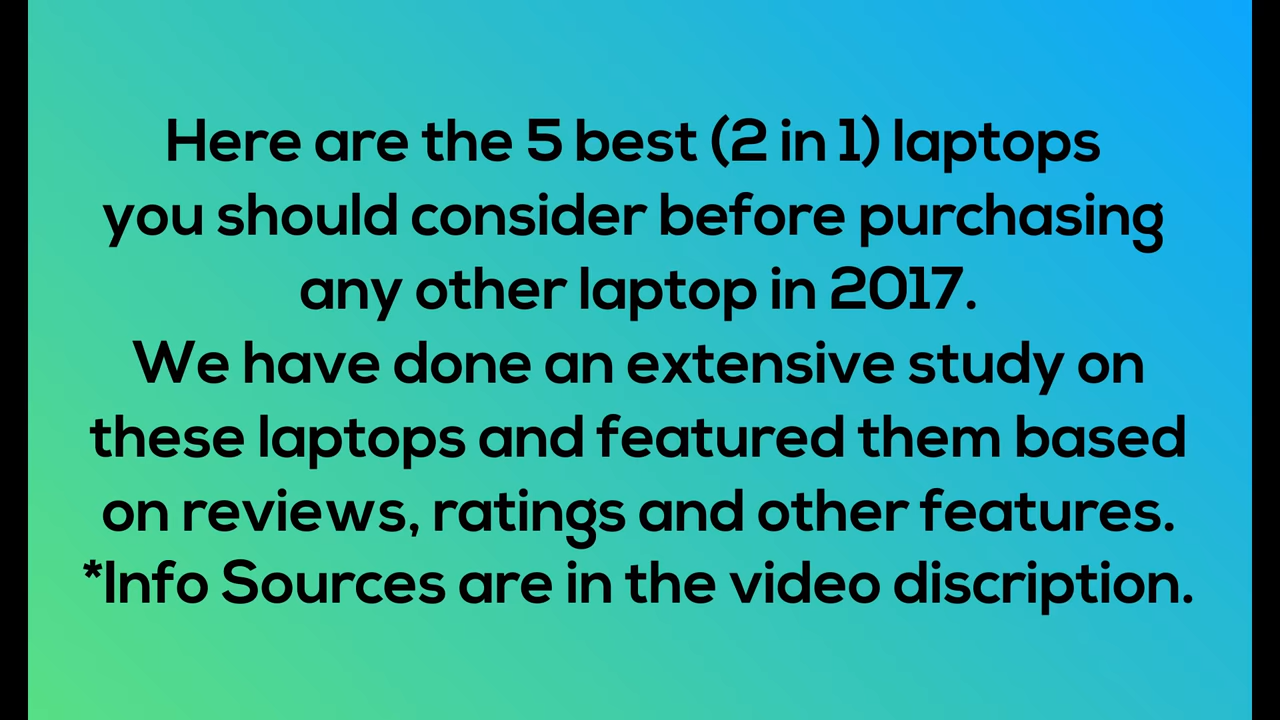 Here are the 5 best (2 in 1) laptops
you should consider before purchasing
any other laptop in 2017.
We have done an extensive study on
these laptops and featured them based
on reviews, ratings and other features.
*Info Sources are in the video discription.